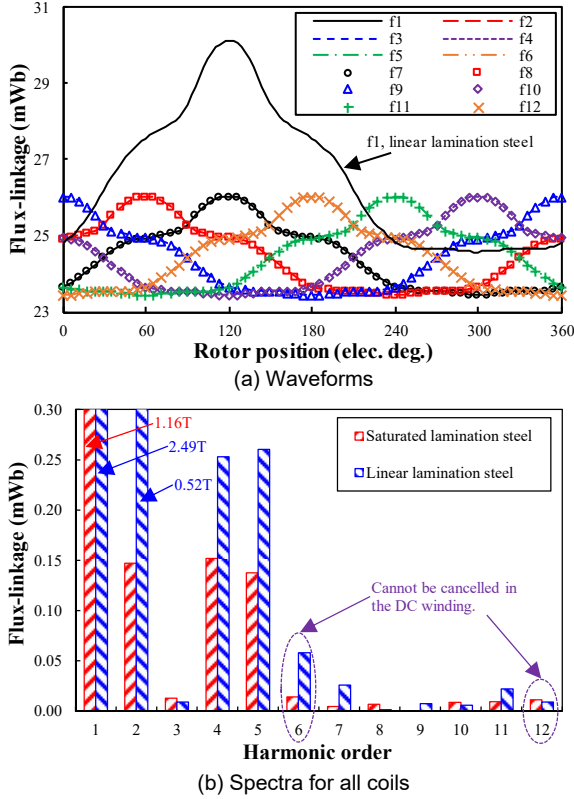 31
29
27
25
23
Flux-linkage (mWb)
f1 f2
f3 f4
f5 f6
f7 f8
f9 f10
f11 f12
f1, linear lamination steel
0 60 120 180 240 300 360
Rotor position (elec. deg.)
(a) Waveforms
0.30
0.25
0.20
0.15
0.10
0.05
0.00
Flux-linkage (mWb)
1.16T
2.49T
0.52T
Saturated lamination steel
Linear lamination steel
Cannot be cancelled in
the DC winding.
1 2 3 4 5 6 7 8 9 10 11 12
Harmonic order
(b) Spectra for all coils